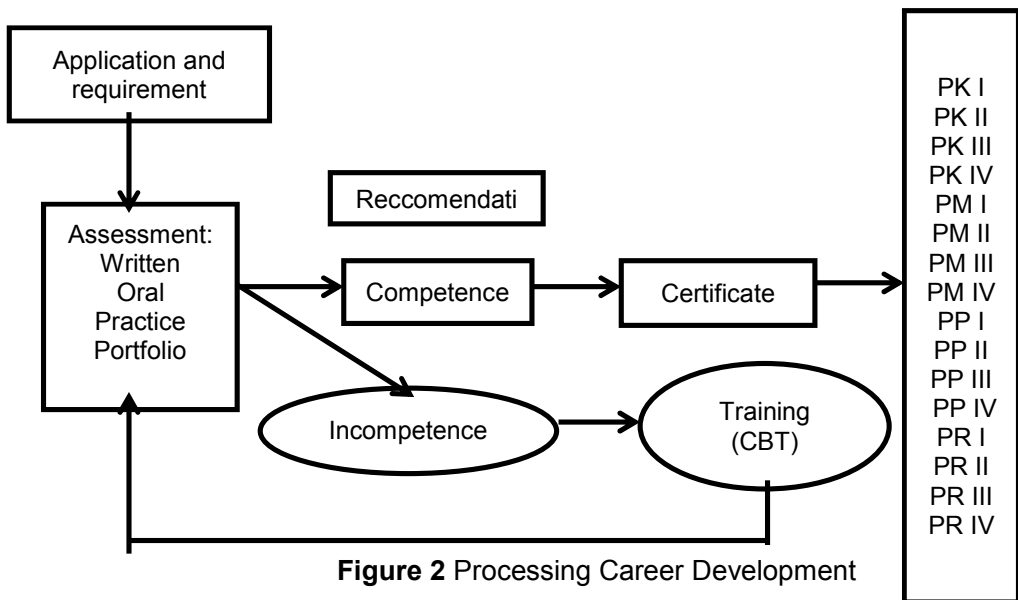 Application and
requirement
Reccomendati
Assessment:
Written
Oral
Practice
Portfolio
Competence
Certificate
Incompetence
Training
(CBT)
PK I
PK II
PK III
PK IV
PM I
PM II
PM III
PM IV
PP I
PP II
PP III
PP IV
PR I
PR II
PR III
PR IV
Figure 2 Processing Career Development